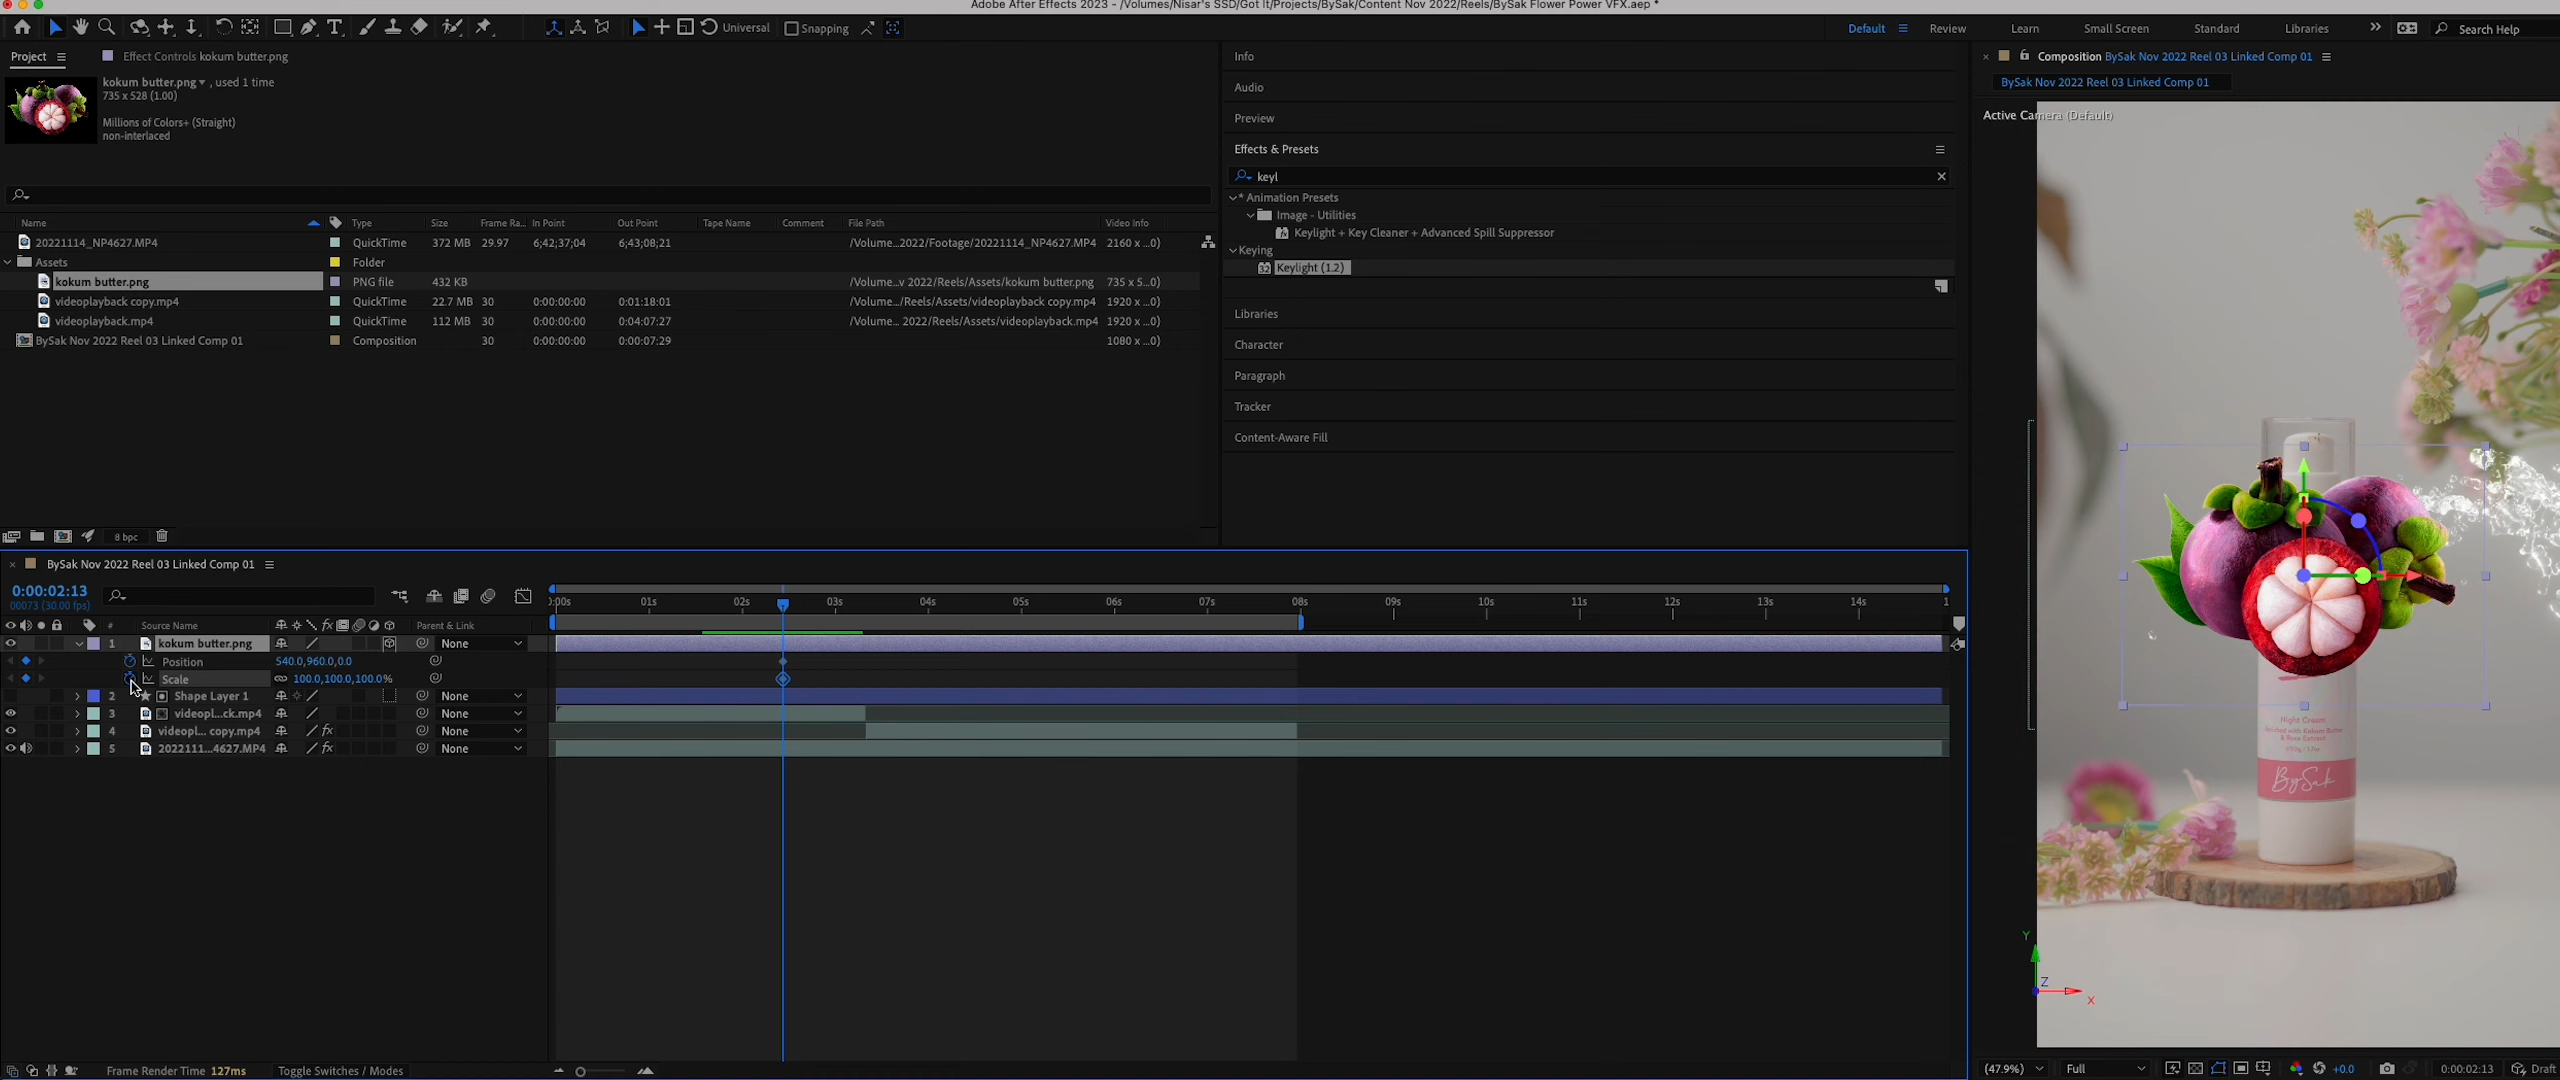 Adobe After Effects 2023 - /Volumes/Nisar's SSD/Got It/Projects/BySak/Content Nov 2022/Reels/BySak Flower Power VFX.aep *
Universal
Snapping
Default
Review
Learn
Small Screen
Standard
Libraries
Search Help
Project
Effect Controls kokum butter.png
kokum butter.png , used 1 time
735 x 528 (1.00)
Millions of Colors+ (Straight)
non-interlaced
Name Type Size Frame Ra... In Point Out Point Tape Name Comment File Path Video Info
20221114_NP4627.MP4 QuickTime 372 MB 29.97 6;42;37;04 6;43;08;21 /Volume...2022/Footage/20221114_NP4627.MP4 2160 x ...0)
Assets Folder
kokum butter.png PNG file 432 KB /Volume...v 2022/Reels/Assets/kokum butter.png 735 x 5...0)
videoplayback copy.mp4 QuickTime 22.7 MB 30 0:00:00:00 0:01:18:01 /Volume.../Reels/Assets/videoplayback copy.mp4 1920 x ...0)
videoplayback.mp4 QuickTime 112 MB 30 0:00:00:00 0:04:07:27 /Volume... 2022/Reels/Assets/videoplayback.mp4 1920 x ...0)
BySak Nov 2022 Reel 03 Linked Comp 01 Composition 30 0:00:00:00 0:00:07:29 1080 x ...0)
8 bpc
Info
Audio
Preview
Effects & Presets
keyl
* Animation Presets
Image - Utilities
Keylight + Key Cleaner + Advanced Spill Suppressor
Keying
32 Keylight (1.2)
Libraries
Character
Paragraph
Tracker
Content-Aware Fill
Composition BySak Nov 2022 Reel 03 Linked Comp 01
BySak Nov 2022 Reel 03 Linked Comp 01
Active Camera (Default)
Night Cream
Enriched with Kokum Butter
& Rose Extract
BySak
Y
Z
X
(47.9%) Full +0.0 0:00:02:13 Draft
BySak Nov 2022 Reel 03 Linked Comp 01
0:00:02:13
00073 (30.00 fps)
:00s 01s 02s 03s 04s 05s 06s 07s 08s 09s 10s 11s 12s 13s 14s 1
# Source Name fx Parent & Link
1 kokum butter.png None
Position 540.0,960.0,0.0
Scale 100.0,100.0,100.0%
2 Shape Layer 1 None
3 videopl...ck.mp4 None
4 videopl... copy.mp4 fx None
5 2022111...4627.MP4 fx None
Frame Render Time 127ms
Toggle Switches / Modes